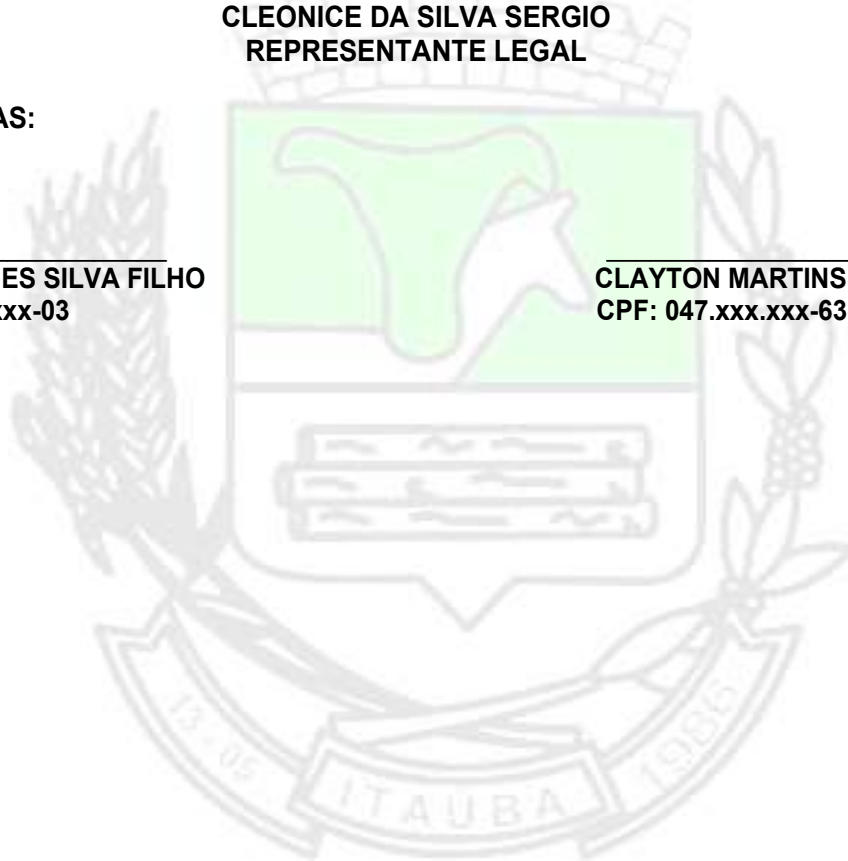 CLEONICE DA SILVA SERGIO
REPRESENTANTE LEGAL
AS:
ES SILVA FILHO
xx-03
CLAYTON MARTINS
CPF: 047.xxx.xxx-63
13 - 05
ITAUBA
1986